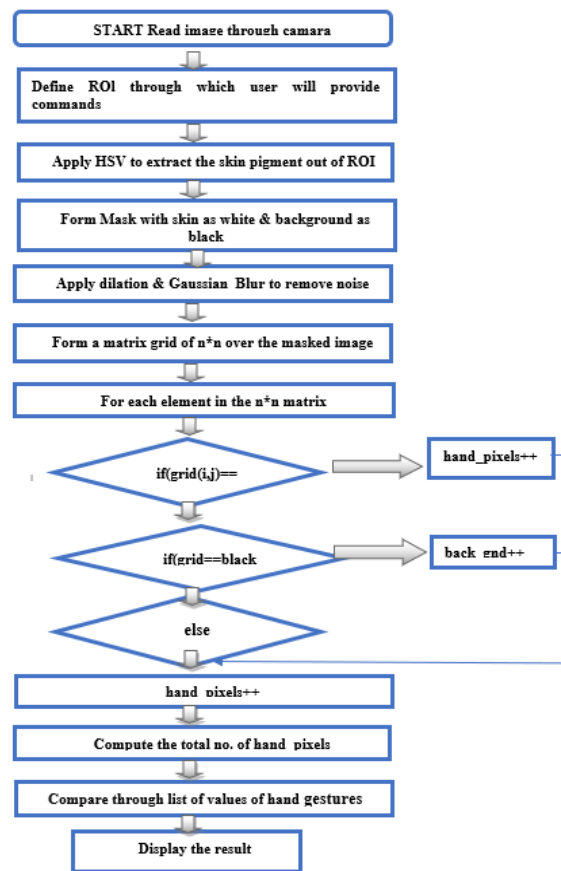 START Read image through camara
Define ROI through which user will provide
commands
Apply HSV to extract the skin pigment out of ROI
Form Mask with skin as white & background as
black
Apply dilation & Gaussian Blur to remove noise
Form a matrix grid of n*n over the masked image
For each element in the n*n matrix
if(grid(i,j)==
hand_pixels++
if(grid==black
back_gnd++
else
hand_pixels++
Compute the total no. of hand_pixels
Compare through list of values of hand gestures
Display the result